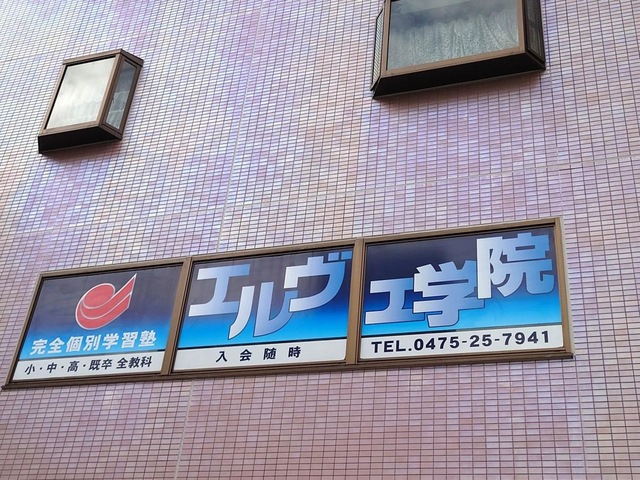 完全個別学習塾
小・中・高・既卒 全教科
エルヴェ学院
入会随時
TEL.0475-25-7941